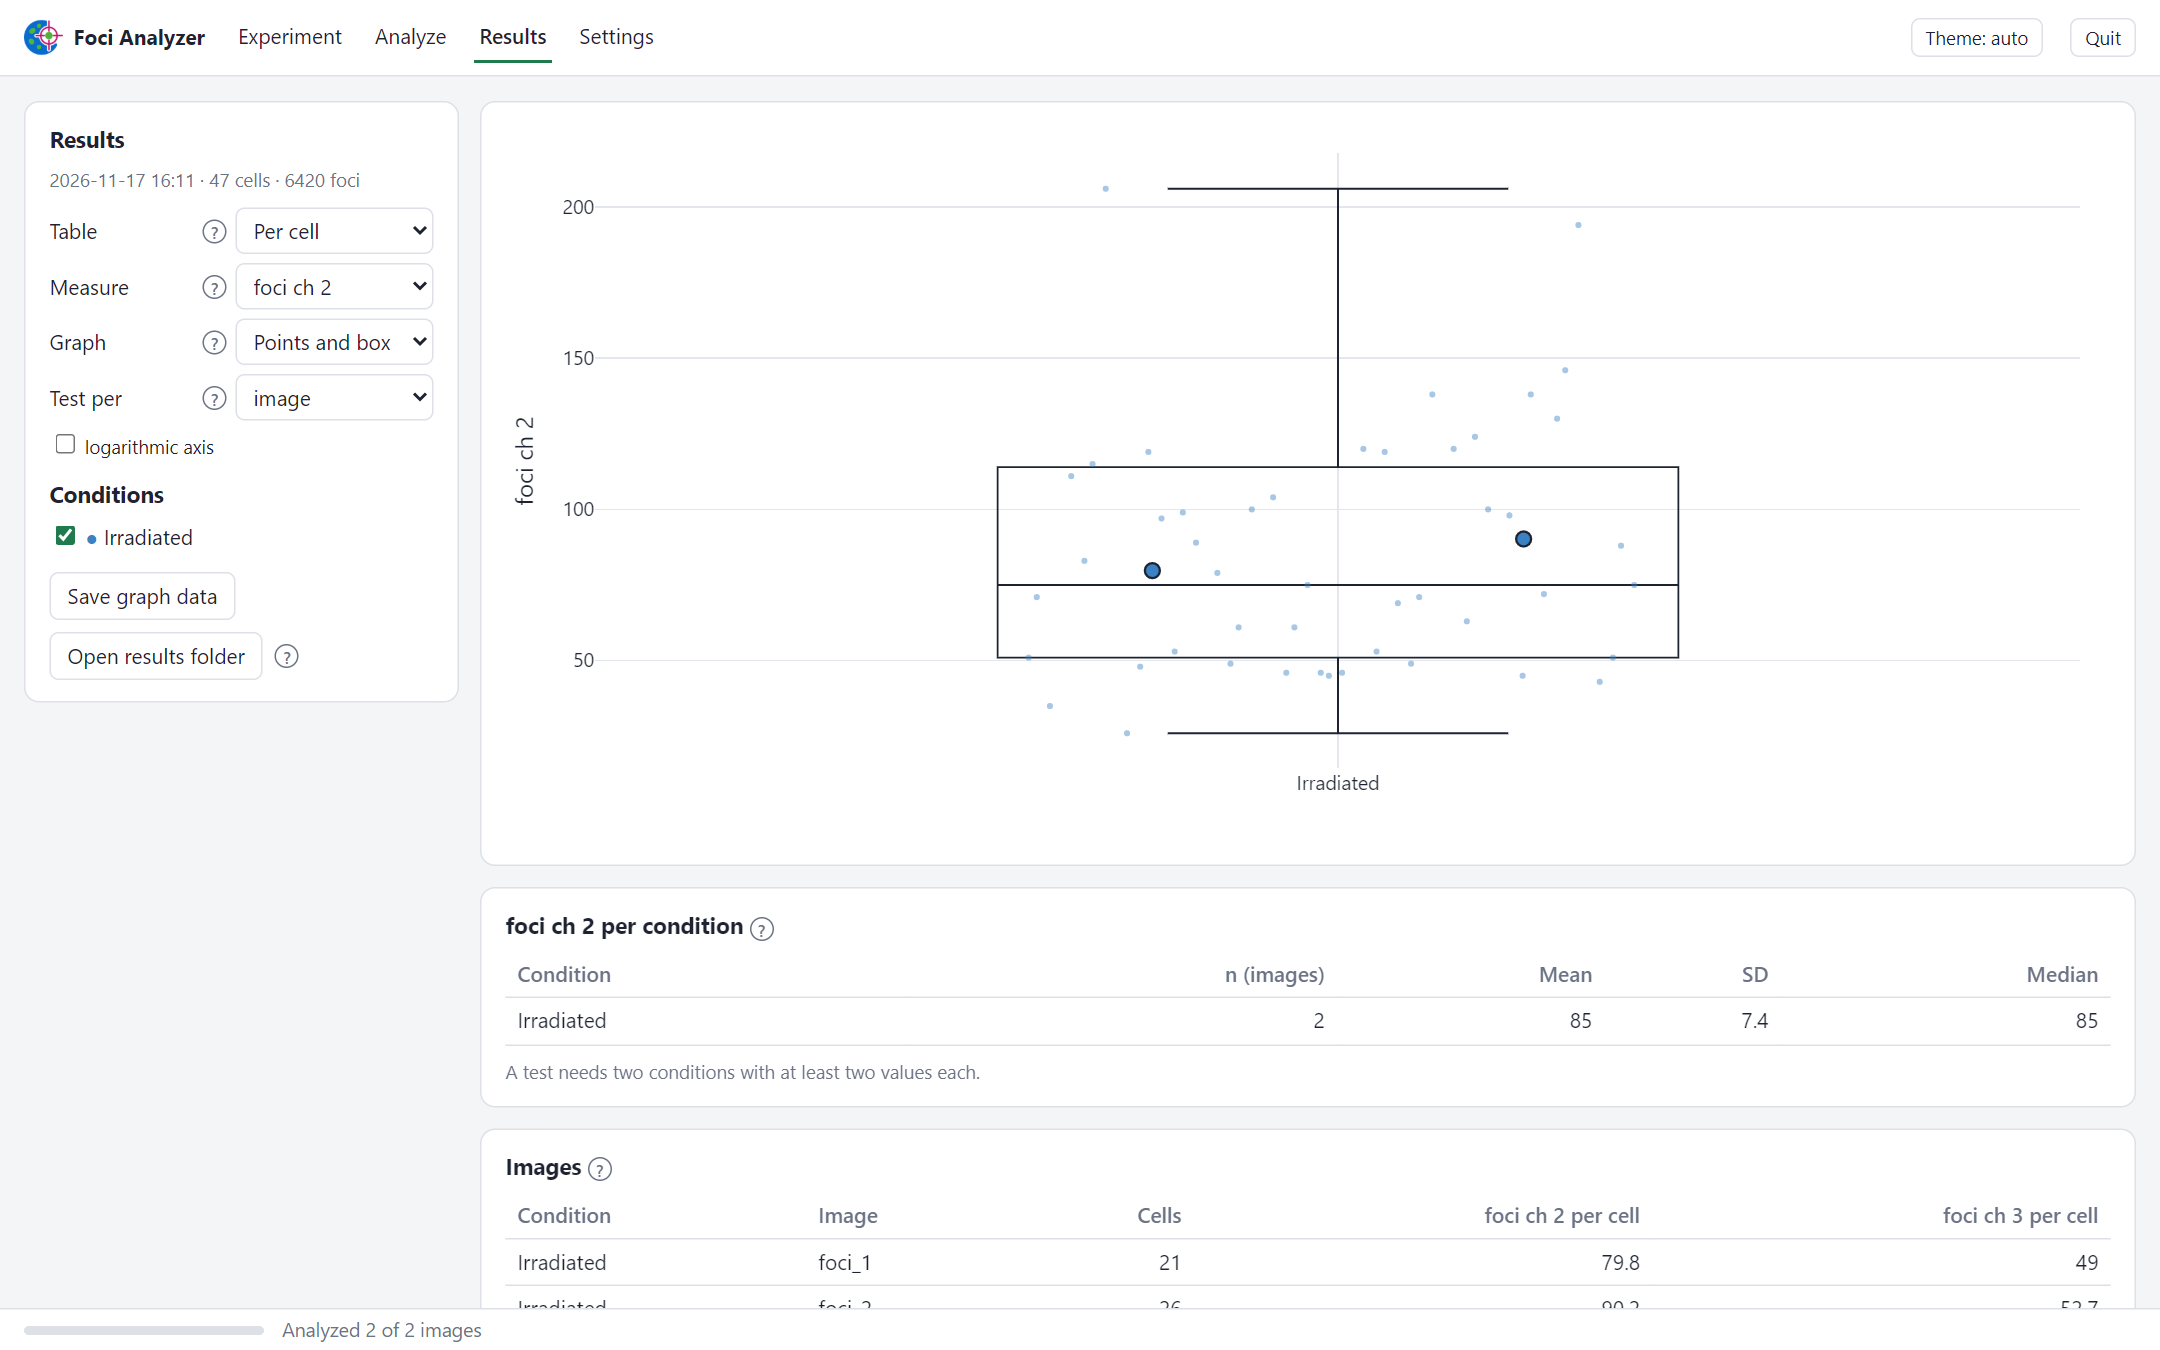 Foci Analyzer Experiment Analyze Results Settings Theme: auto Quit
Results
2026-11-17 16:11 · 47 cells · 6420 foci
Table ? Per cell
Measure ? foci ch 2
Graph ? Points and box
Test per ? image
logarithmic axis
Conditions
Irradiated
Save graph data
Open results folder ?
foci ch 2
200
150
100
50
Irradiated
foci ch 2 per condition ?
Condition n (images) Mean SD Median
Irradiated 2 85 7.4 85
A test needs two conditions with at least two values each.
Images ?
Condition Image Cells foci ch 2 per cell foci ch 3 per cell
Irradiated foci_1 21 79.8 49
Irradiated foci_2 26 90.2
Analyzed 2 of 2 images